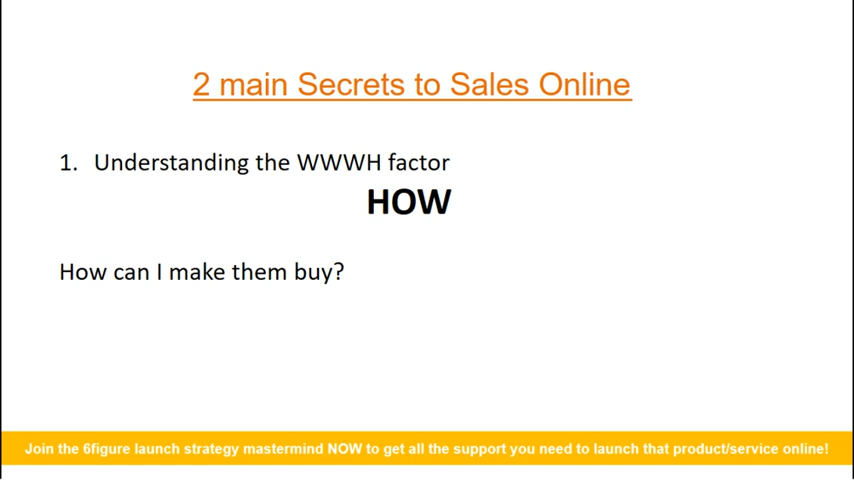 2 main Secrets to Sales Online
1. Understanding the WWWH factor
HOW
How can I make them buy?
Join the 6figure launch strategy mastermind NOW to get all the support you need to launch that product/service online!